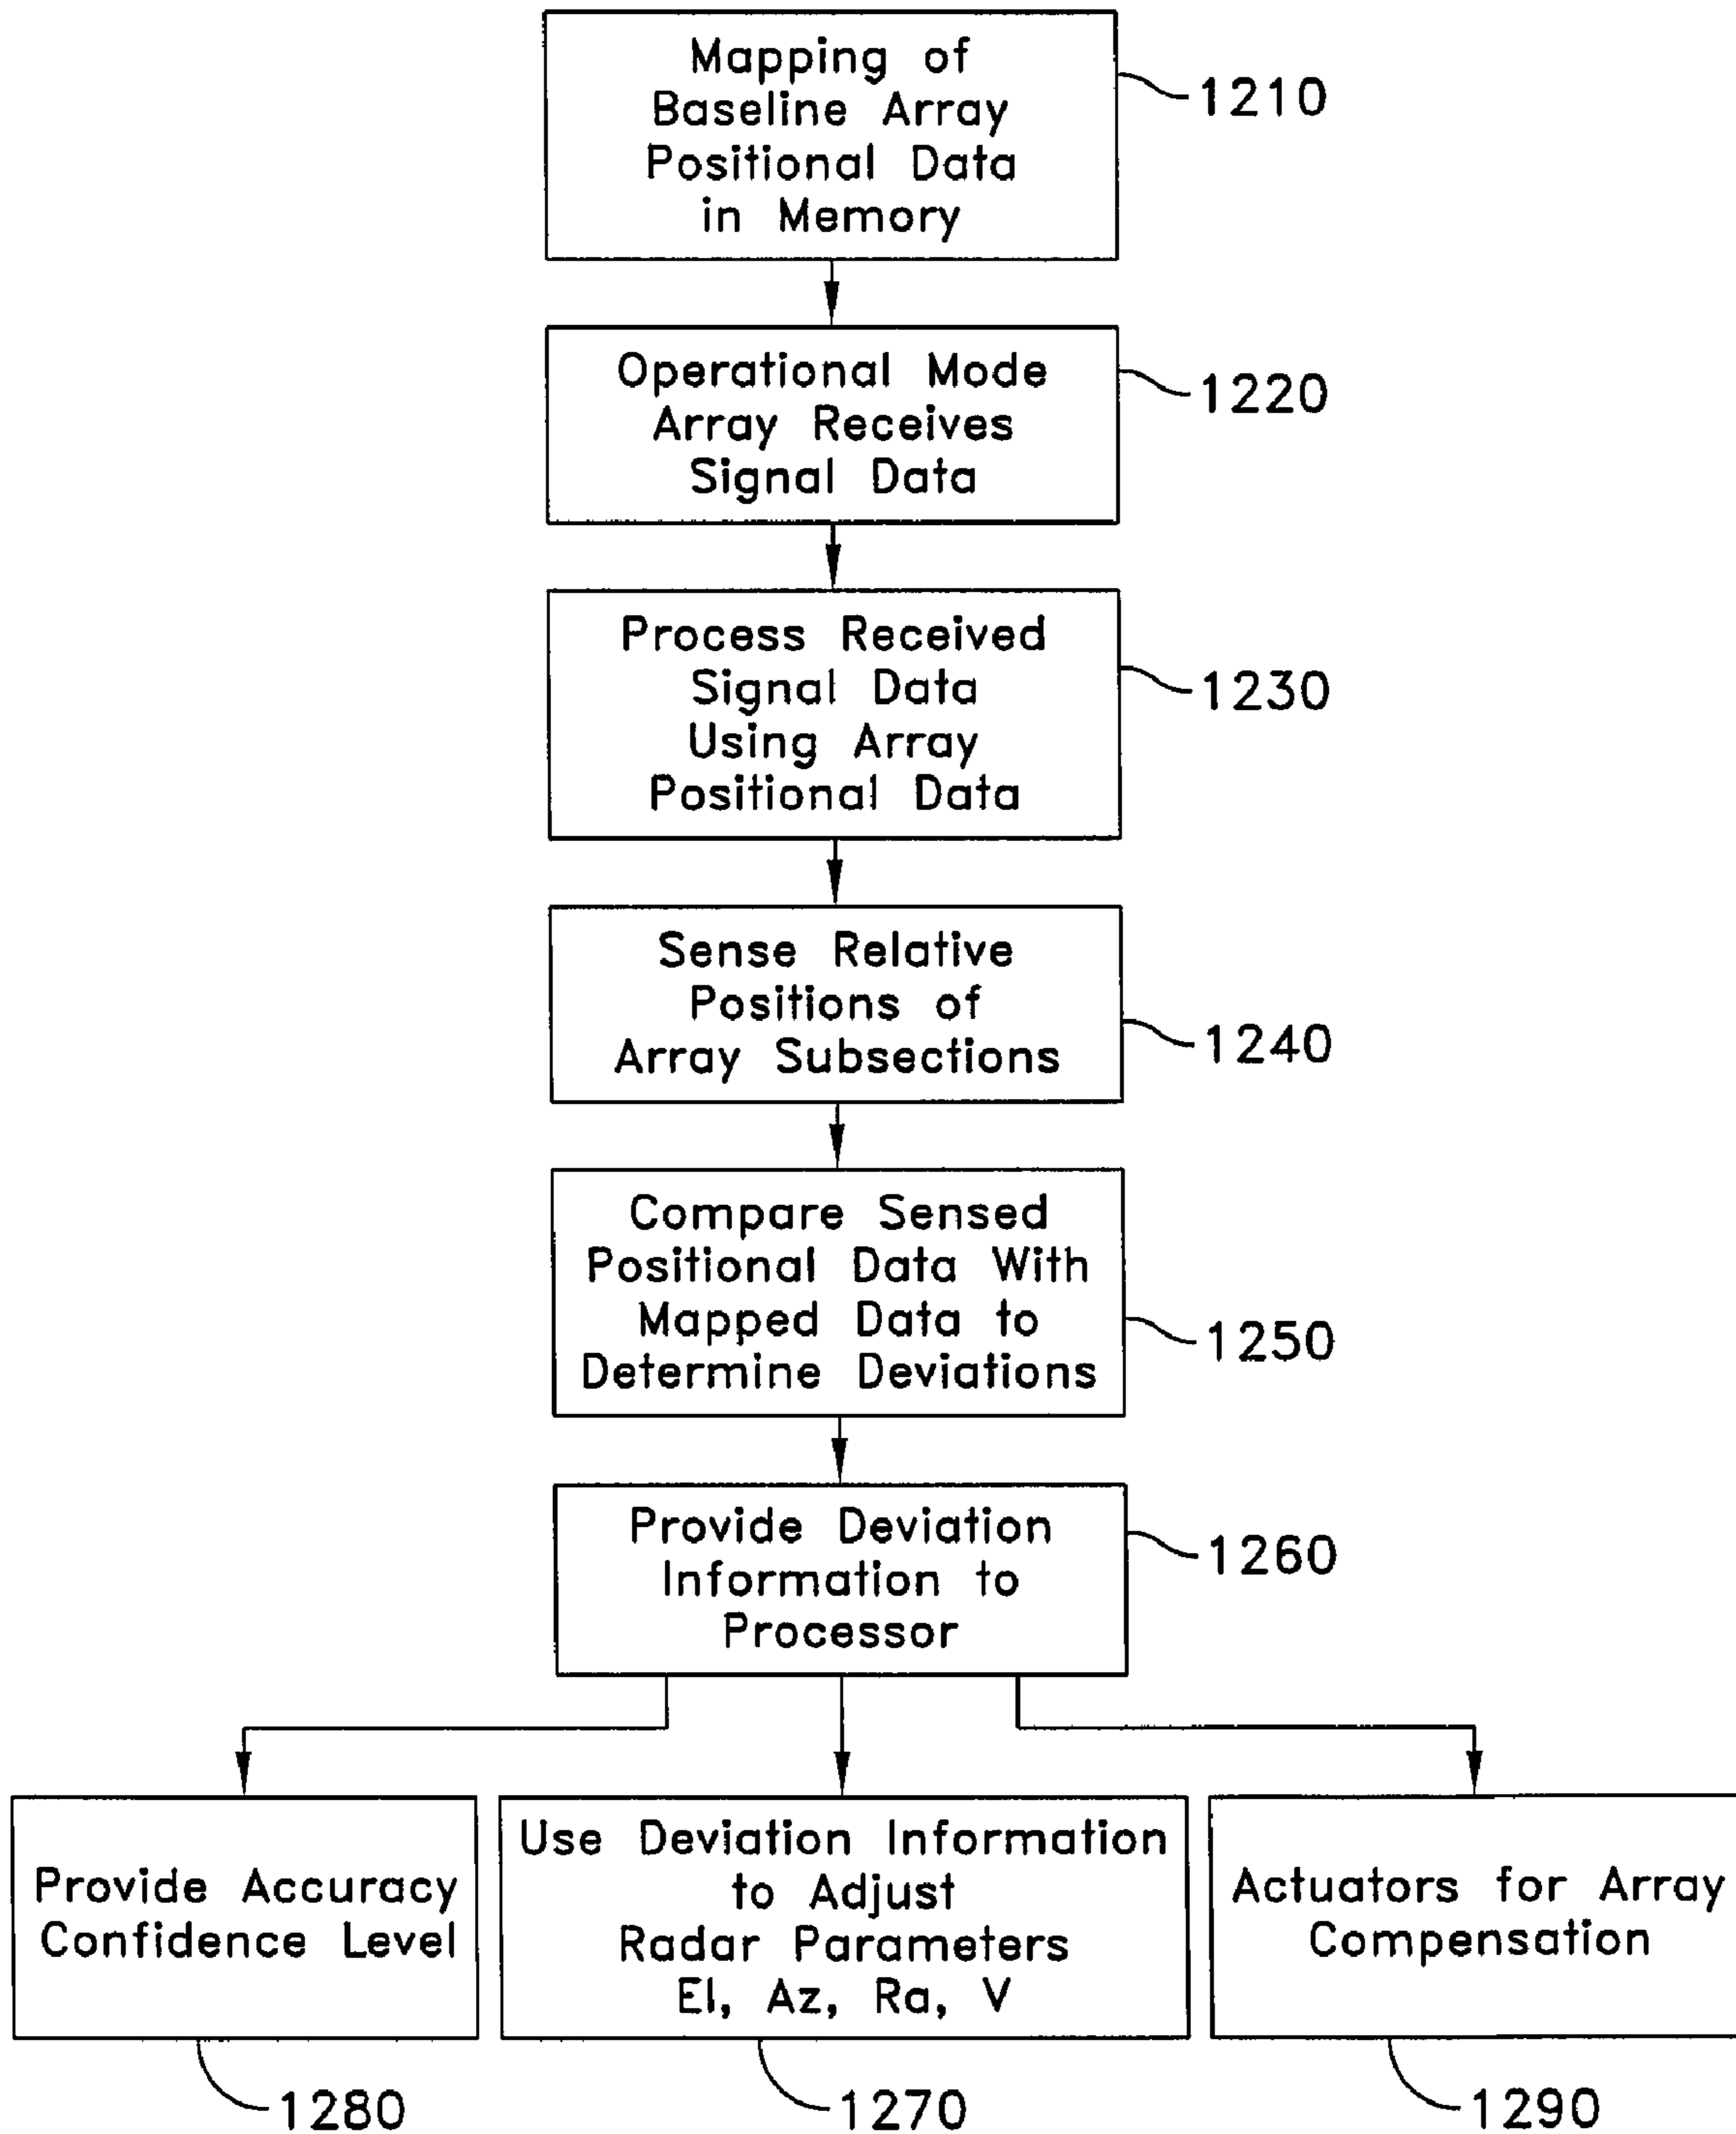 Mapping of
Baseline Array
Positional Data
in Memory
1210
Operational Mode
Array Receives
Signal Data
1220
Process Received
Signal Data
Using Array
Positional Data
1230
Sense Relative
Positions of
Array Subsections
1240
Compare Sensed
Positional Data With
Mapped Data to
Determine Deviations
1250
Provide Deviation
Information to
Processor
1260
Provide Accuracy
Confidence Level
1280
Use Deviation Information
to Adjust
Radar Parameters
El, Az, Ra, V
1270
Actuators for Array
Compensation
1290